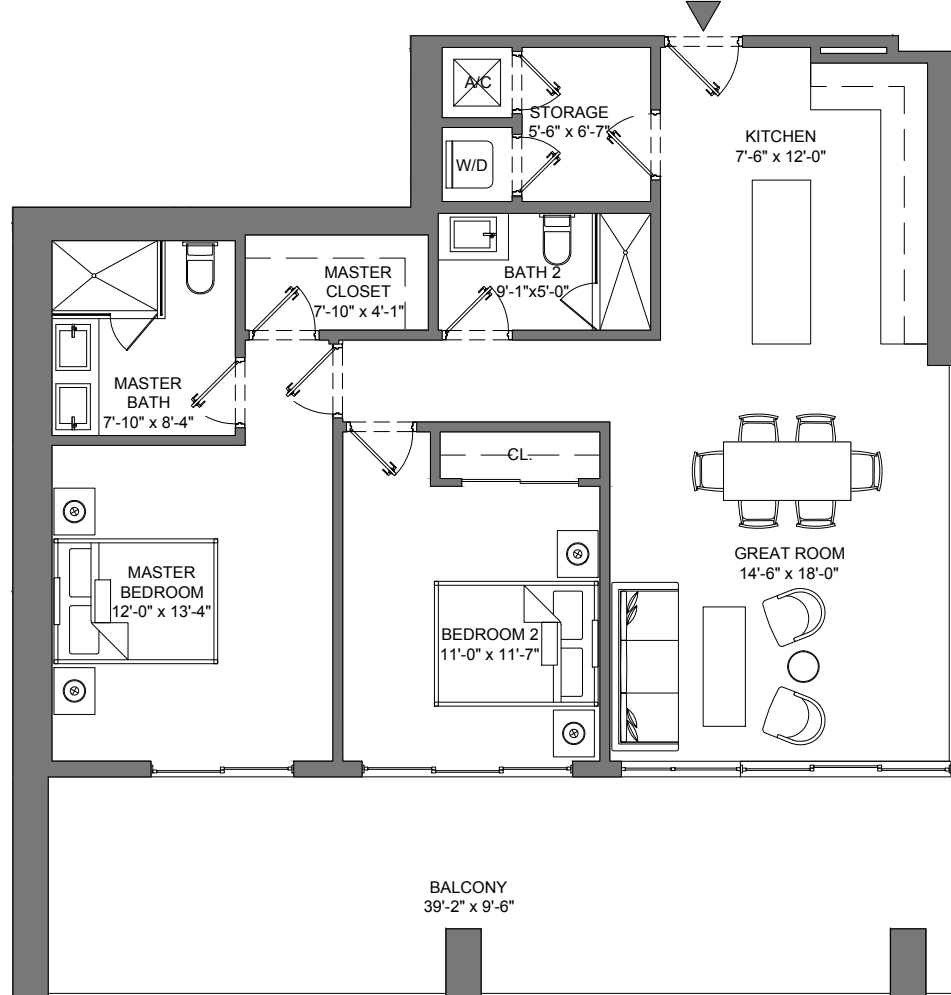 A/C
STORAGE
5'-6" x 6'-7"
W/D
KITCHEN
7'-6" x 12'-0"
MASTER
CLOSET
7'-10" x 4'-1"
BATH 2
9'-1"x5'-0"
MASTER
BATH
7'-10" x 8'-4"
CL.
MASTER
BEDROOM
12'-0" x 13'-4"
BEDROOM 2
11'-0" x 11'-7"
GREAT ROOM
14'-6" x 18'-0"
BALCONY
39'-2" x 9'-6"